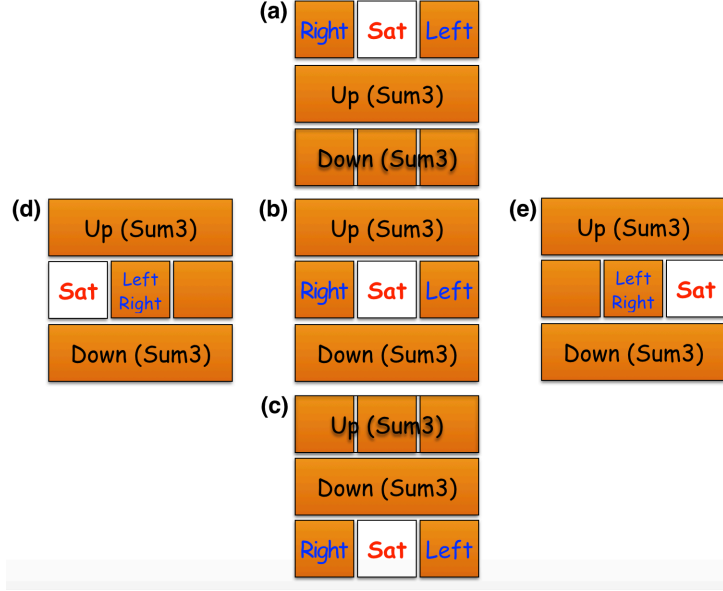 (a)
Right Sat Left
Up (Sum3)
Down (Sum3)
(d)
Up (Sum3)
Sat Left
Right
Down (Sum3)
(b)
Up (Sum3)
Right Sat Left
Down (Sum3)
(e)
Up (Sum3)
Left
Right Sat
Down (Sum3)
(c)
Up (Sum3)
Down (Sum3)
Right Sat Left